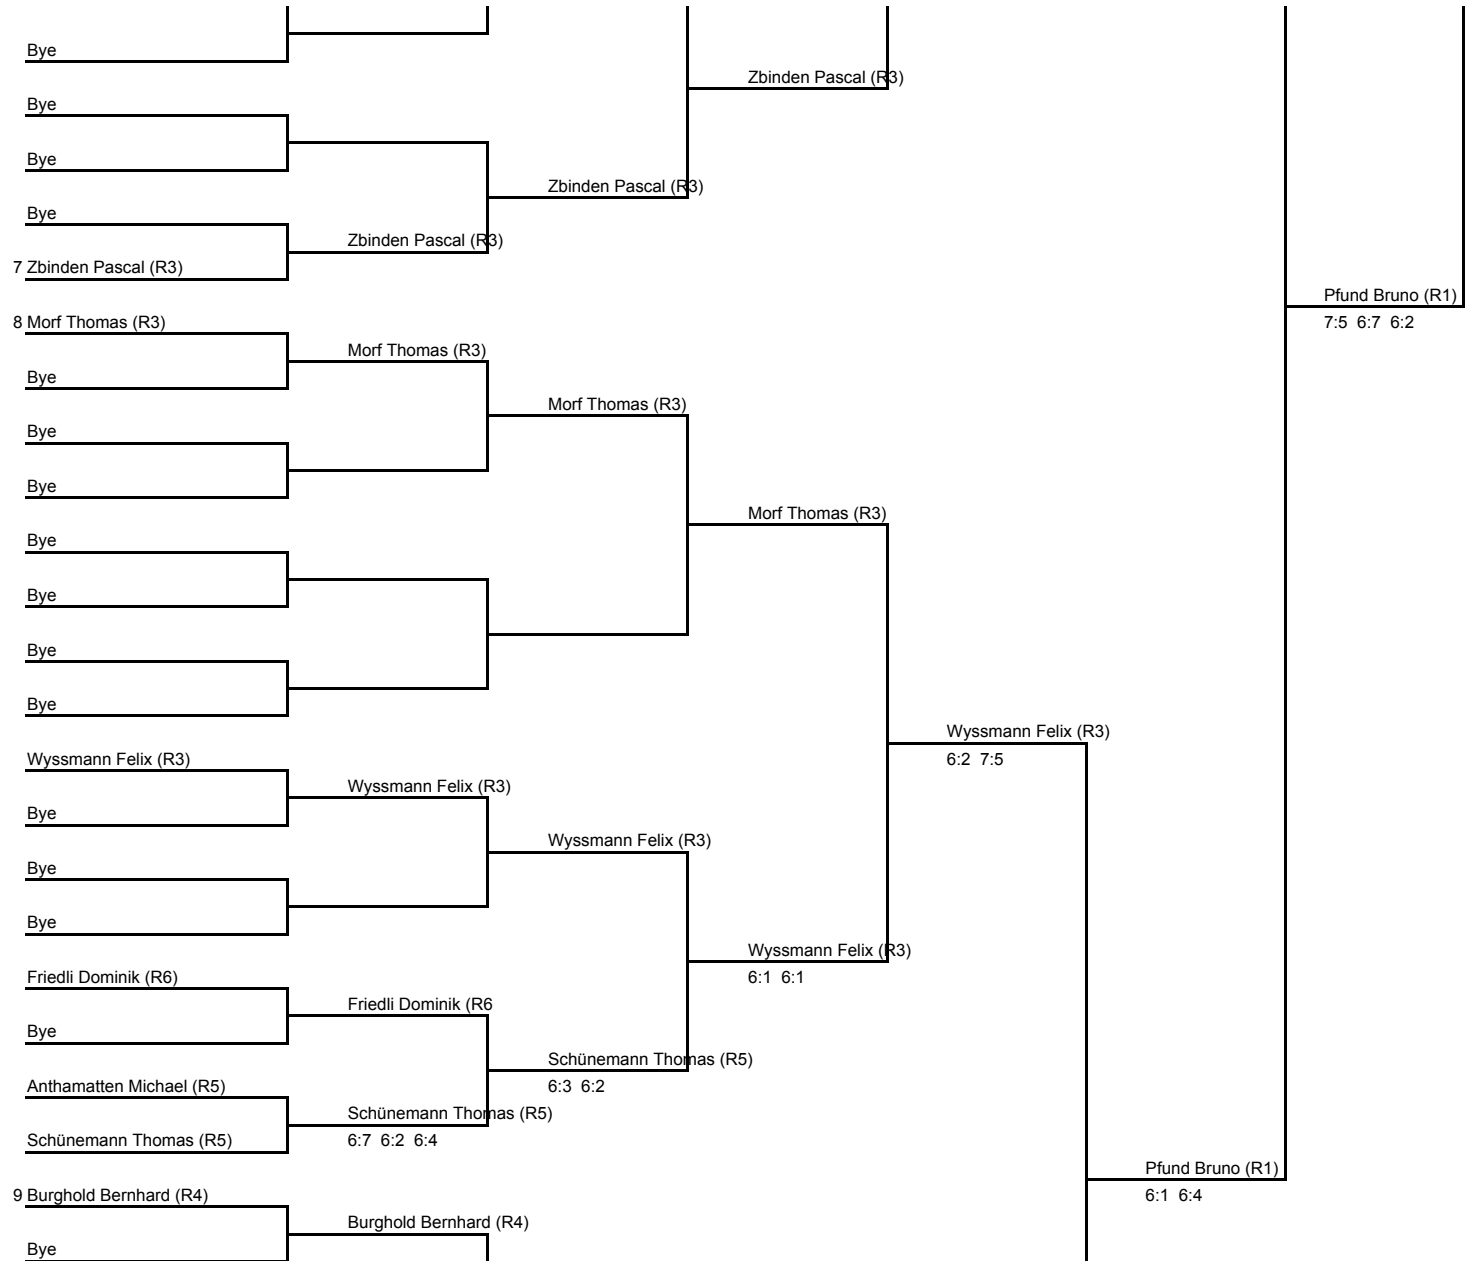 Bye
Zbinden Pascal (R3)
Bye
Bye
Zbinden Pascal (R3)
Bye
Zbinden Pascal (R3)
7 Zbinden Pascal (R3)
Pfund Bruno (R1)
8 Morf Thomas (R3)
7:5 6:7 6:2
Morf Thomas (R3)
Bye
Morf Thomas (R3)
Bye
Bye
Morf Thomas (R3)
Bye
Bye
Bye
Bye
Wyssmann Felix (R3)
Wyssmann Felix (R3)
6:2 7:5
Wyssmann Felix (R3)
Bye
Wyssmann Felix (R3)
Bye
Bye
Wyssmann Felix (R3)
Friedli Dominik (R6)
6:1 6:1
Friedli Dominik (R6
Bye
Schünemann Thomas (R5)
Anthamatten Michael (R5)
6:3 6:2
Schünemann Thomas (R5)
Schünemann Thomas (R5)
6:7 6:2 6:4
Pfund Bruno (R1)
9 Burghold Bernhard (R4)
6:1 6:4
Burghold Bernhard (R4)
Bye